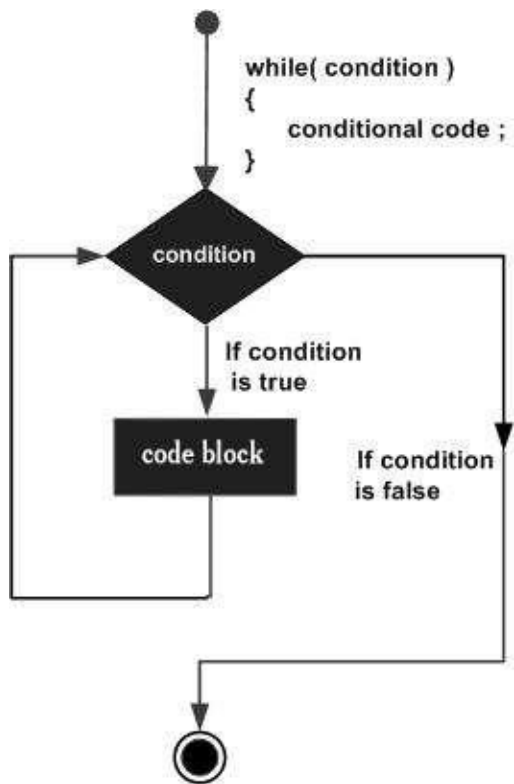 while( condition )
{
conditional code ;
}
condition
If condition
is true
code block
If condition
is false